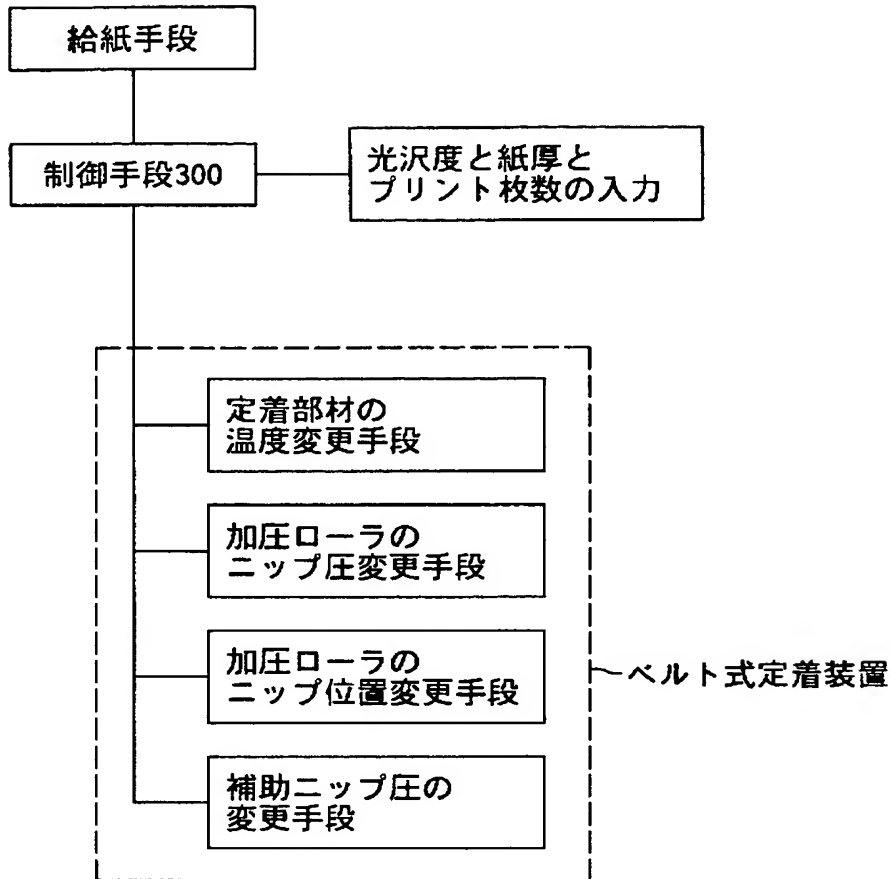 給紙手段
制御手段300
光沢度と紙厚と
プリント枚数の入力
定着部材の
温度変更手段
加圧ローラの
ニップ圧変更手段
加圧ローラの
ニップ位置変更手段
ベルト式定着装置
補助ニップ圧の
変更手段